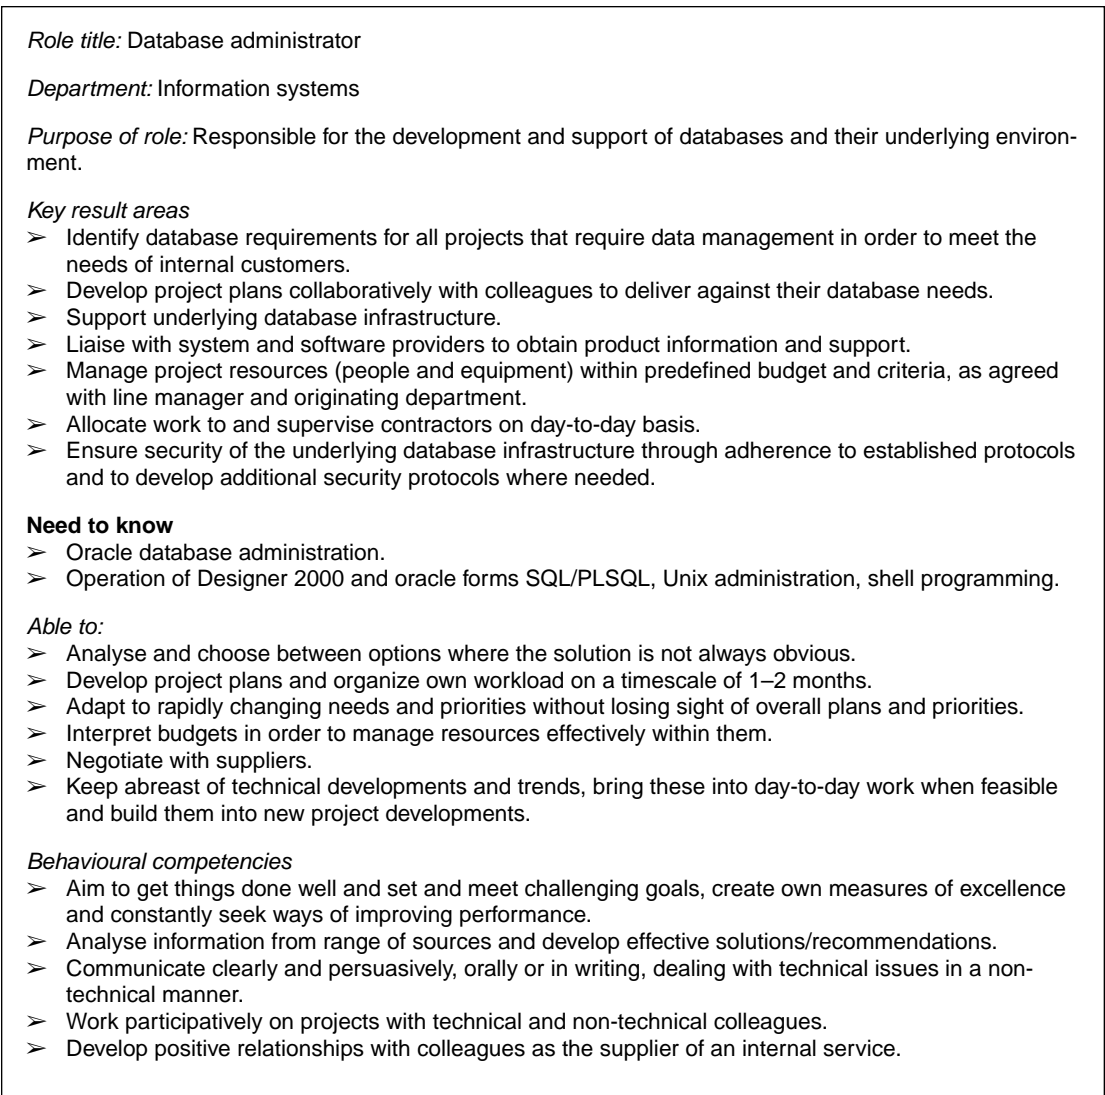 Role title: Database administrator
Department: Information systems
Purpose of role: Responsible for the development and support of databases and their underlying environ-
ment.
Key result areas
➢ Identify database requirements for all projects that require data management in order to meet the
needs of internal customers.
➢ Develop project plans collaboratively with colleagues to deliver against their database needs.
➢ Support underlying database infrastructure.
➢ Liaise with system and software providers to obtain product information and support.
➢ Manage project resources (people and equipment) within predefined budget and criteria, as agreed
with line manager and originating department.
➢ Allocate work to and supervise contractors on day-to-day basis.
➢ Ensure security of the underlying database infrastructure through adherence to established protocols
and to develop additional security protocols where needed.
Need to know
➢ Oracle database administration.
➢ Operation of Designer 2000 and oracle forms SQL/PLSQL, Unix administration, shell programming.
Able to:
➢ Analyse and choose between options where the solution is not always obvious.
➢ Develop project plans and organize own workload on a timescale of 1–2 months.
➢ Adapt to rapidly changing needs and priorities without losing sight of overall plans and priorities.
➢ Interpret budgets in order to manage resources effectively within them.
➢ Negotiate with suppliers.
➢ Keep abreast of technical developments and trends, bring these into day-to-day work when feasible
and build them into new project developments.
Behavioural competencies
➢ Aim to get things done well and set and meet challenging goals, create own measures of excellence
and constantly seek ways of improving performance.
➢ Analyse information from range of sources and develop effective solutions/recommendations.
➢ Communicate clearly and persuasively, orally or in writing, dealing with technical issues in a non-
technical manner.
➢ Work participatively on projects with technical and non-technical colleagues.
➢ Develop positive relationships with colleagues as the supplier of an internal service.